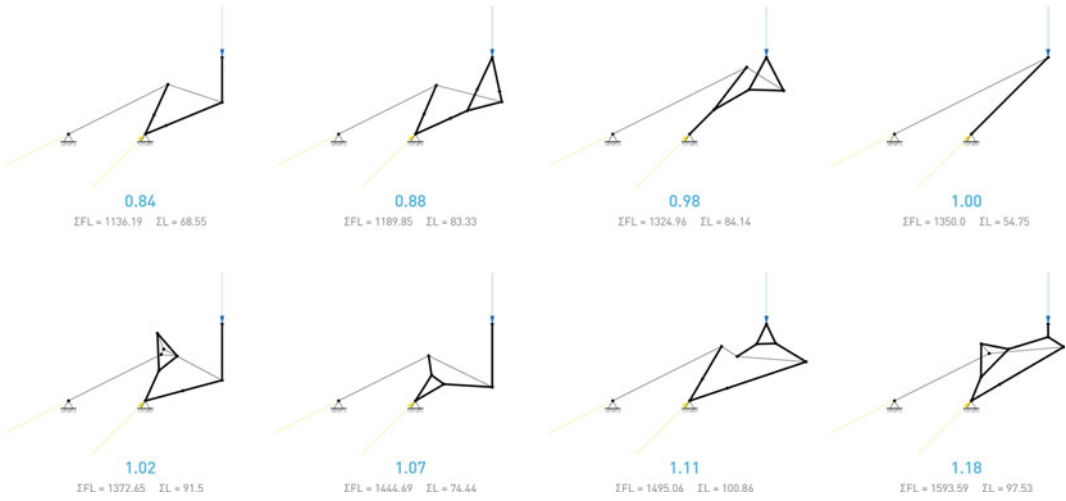 0.84 0.88 0.98 1.00
ΣFL = 1136.19 ΣL = 68.55 ΣFL = 1189.85 ΣL = 83.33 ΣFL = 1324.96 ΣL = 84.14 ΣFL = 1350.0 ΣL = 54.75
1.02 1.07 1.11 1.18
ΣFL = 1372.65 ΣL = 91.5 ΣFL = 1444.69 ΣL = 74.44 ΣFL = 1495.06 ΣL = 100.86 ΣFL = 1593.59 ΣL = 97.53